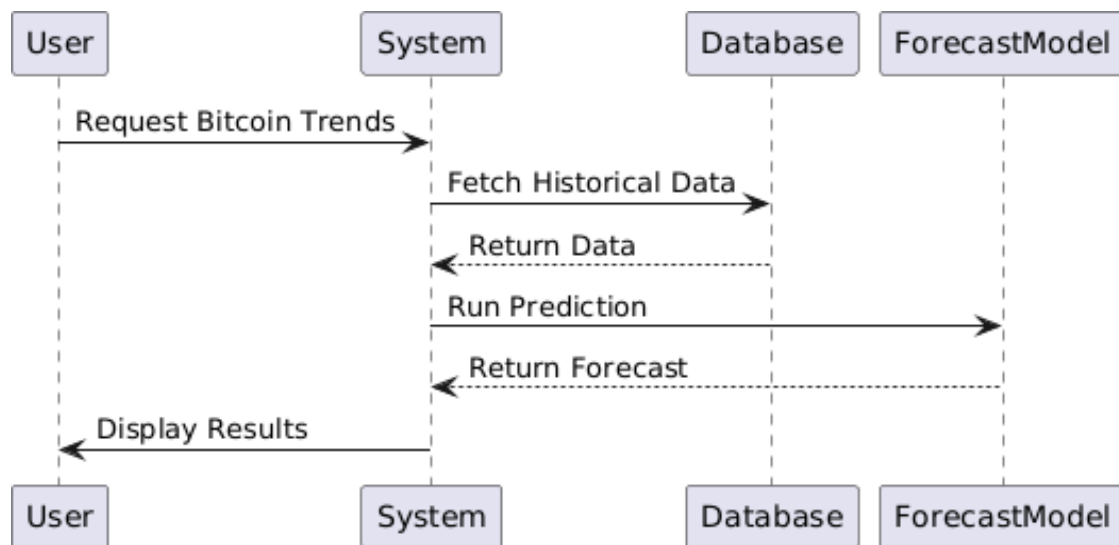 User System Database ForecastModel
Request Bitcoin Trends
Fetch Historical Data
Return Data
Run Prediction
Return Forecast
Display Results
User System Database ForecastModel